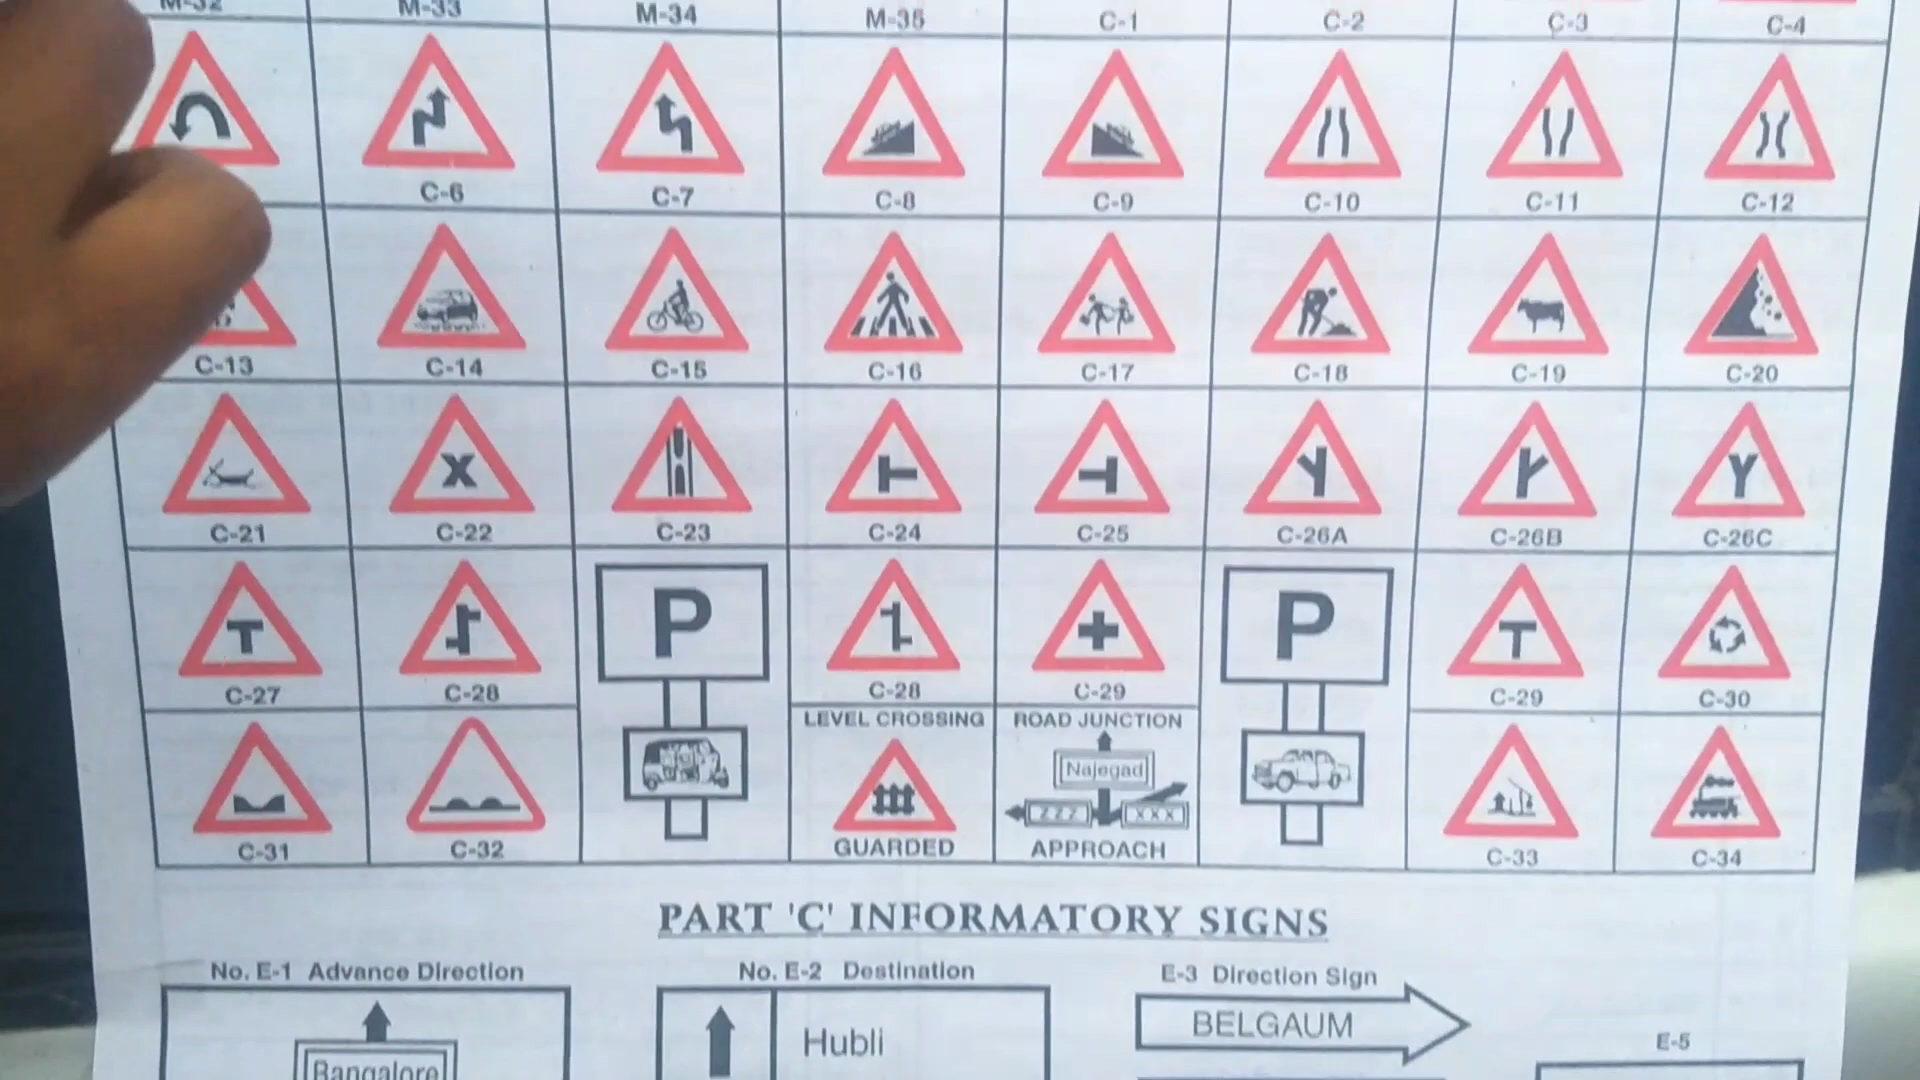 M-32 M-33 M-34 M-35 C-1 C-2 C-3 C-4
C-6 C-7 C-8 C-9 C-10 C-11 C-12
C-13 C-14 C-15 C-16 C-17 C-18 C-19 C-20
C-21 C-22 C-23 C-24 C-25 C-26A C-26B C-26C
P P
C-27 C-28 C-28 C-29 C-29 C-30
LEVEL CROSSING ROAD JUNCTION
Najegad
ZZZ XXX
C-31 C-32 GUARDED APPROACH C-33 C-34
PART 'C' INFORMATORY SIGNS
No. E-1 Advance Direction No. E-2 Destination E-3 Direction Sign
BELGAUM
Hubli
E-5
Bangalore